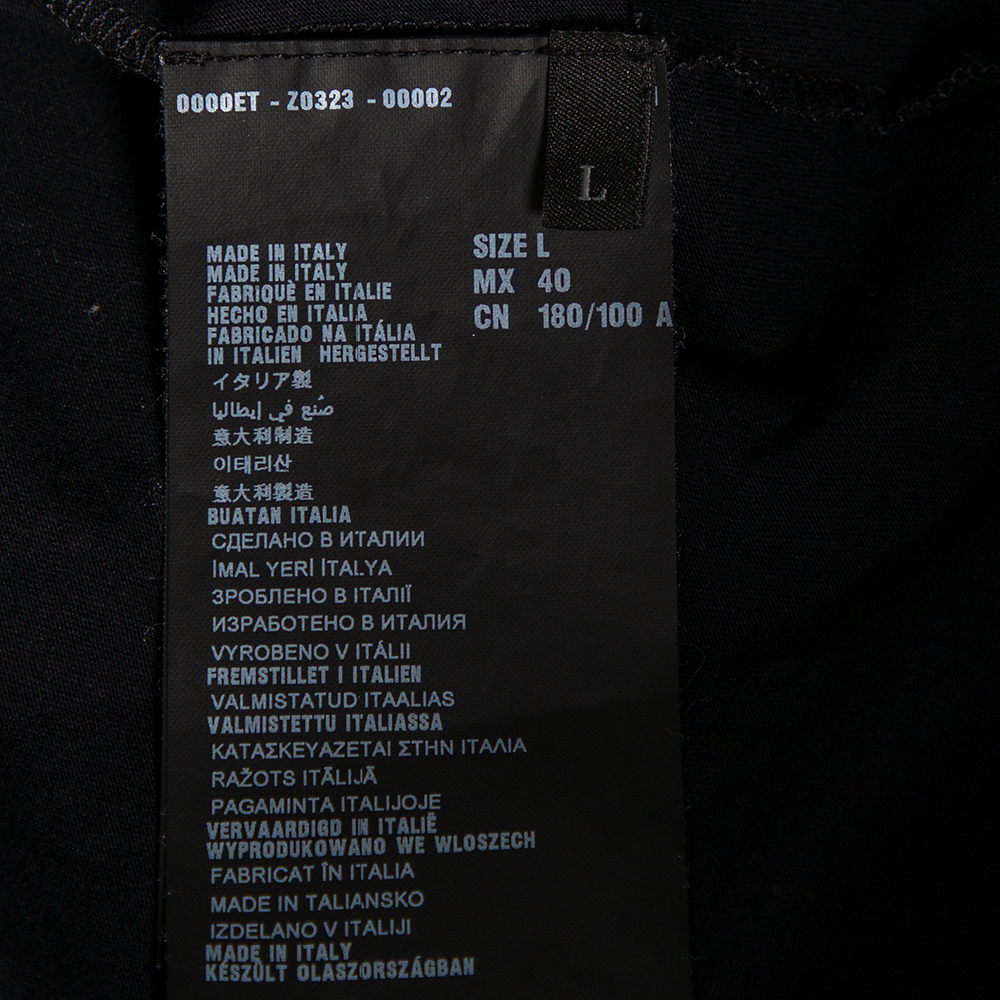 0000ET - Z0323 - 00002
L
MADE IN ITALY
MADE IN ITALY
FABRIQUÈ EN ITALIE
HECHO EN ITALIA
FABRICADO NA ITÁLIA
IN ITALIEN HERGESTELLT
イタリア製
صُنع في إيطاليا
意大利制造
이태리산
意大利製造
BUATAN ITALIA
СДЕЛАНО В ИТАЛИИ
İMAL YERİ İTALYA
ЗРОБЛЕНО В ІТАЛІЇ
ИЗРАБОТЕНО В ИТАЛИЯ
VYROBENO V ITÁLII
FREMSTILLET I ITALIEN
VALMISTATUD ITAALIAS
VALMISTETTU ITALIASSA
ΚΑΤΑΣΚΕΥΑΖΕΤΑΙ ΣΤΗΝ ΙΤΑΛΙΑ
RAŽOTS ITĀLIJĀ
PAGAMINTA ITALIJOJE
VERVAARDIGD IN ITALIË
WYPRODUKOWANO WE WLOSZECH
FABRICAT ÎN ITALIA
MADE IN TALIANSKO
IZDELANO V ITALIJI
MADE IN ITALY
KÉSZÜLT OLASZORSZÁGBAN
SIZE L
MX 40
CN 180/100 A